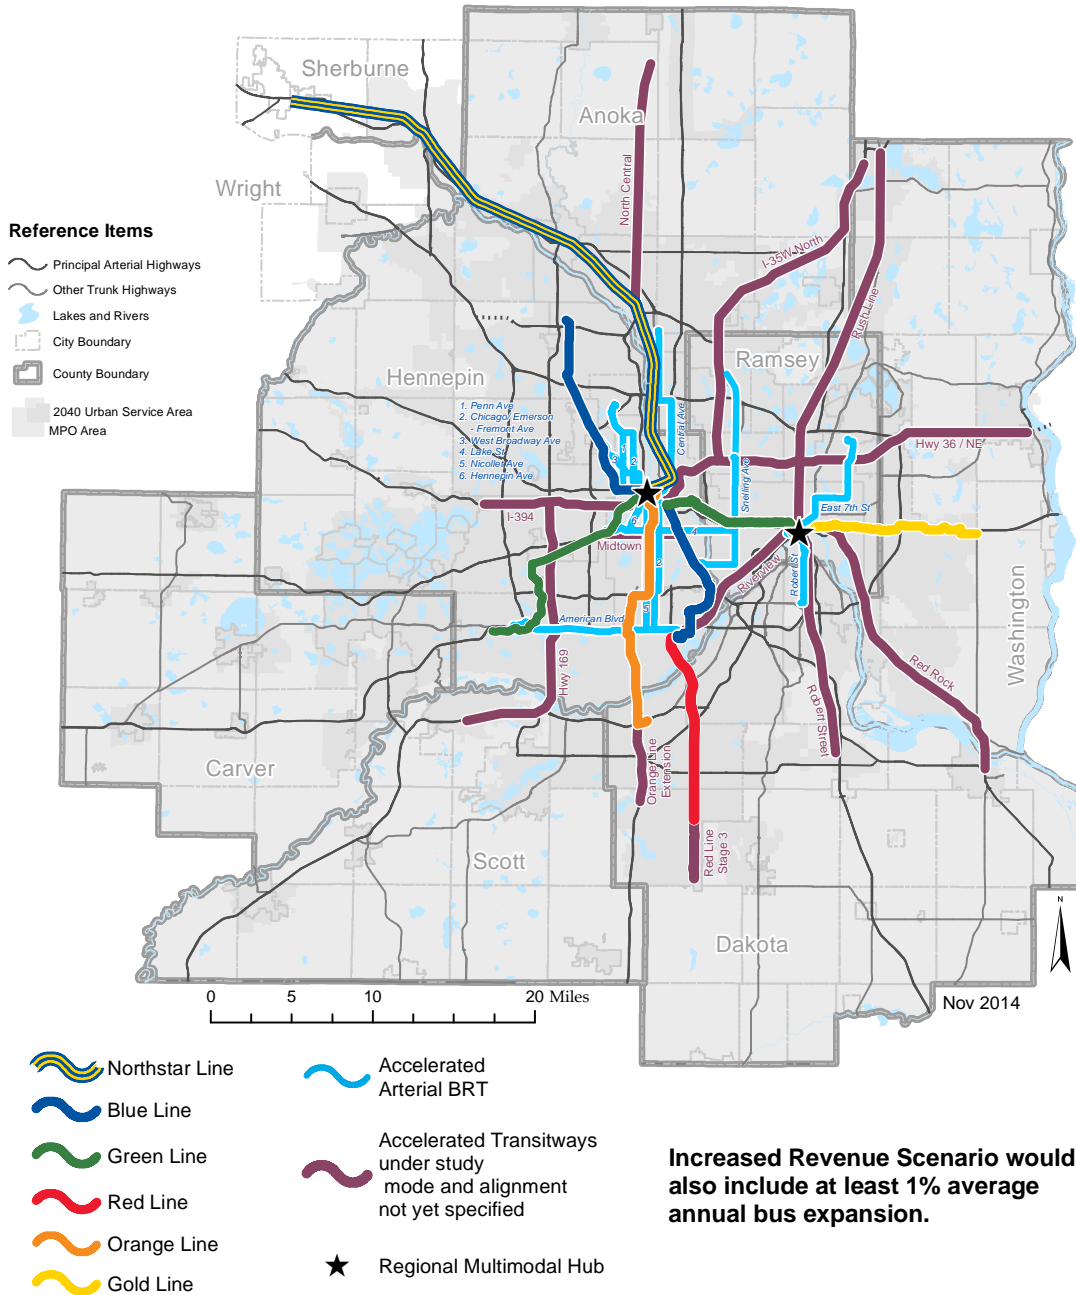 Sherburne
Anoka
Wright
North Central
Reference Items
Principal Arterial Highways
Other Trunk Highways
Lakes and Rivers
City Boundary
County Boundary
2040 Urban Service Area
MPO Area
I-35W-North
Rush Line
Ramsey
Hennepin
1. Penn Ave
2. Chicago/ Emerson
- Fremont Ave
3. West Broadway Ave
4. Lake St
5. Nicollet Ave
6. Hennepin Ave
Central Ave
Snelling Ave
Hwy 36 / NE
East 7th St
I-394
6
4
Midtown
2
Riverview
Robert St
5
American Blvd
Washington
Hwy 169
Red Rock
Robert Street
Orange Line
Extension
Carver
Red Line
Stage 3
Scott
Dakota
N
0 5 10 20 Miles
Nov 2014
Northstar Line
Blue Line
Green Line
Red Line
Orange Line
Gold Line
Accelerated
Arterial BRT
Accelerated Transitways
under study
mode and alignment
not yet specified
Regional Multimodal Hub
Increased Revenue Scenario would
also include at least 1% average
annual bus expansion.